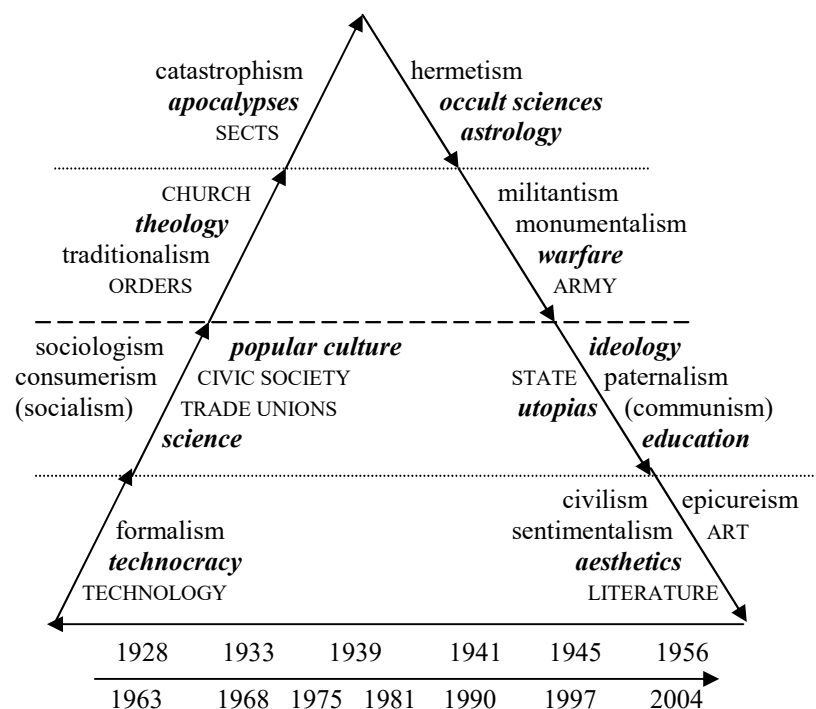 catastrophism hermetism
apocalypses occult sciences
SECTS astrology
CHURCH militantism
theology monumentalism
traditionalism warfare
ORDERS ARMY
sociologism popular culture ideology
consumerism CIVIC SOCIETY STATE paternalism
(socialism) TRADE UNIONS utopias (communism)
science education
civilism epicureism
formalism sentimentalism ART
technocracy aesthetics
TECHNOLOGY LITERATURE
1928 1933 1939 1941 1945 1956
1963 1968 1975 1981 1990 1997 2004